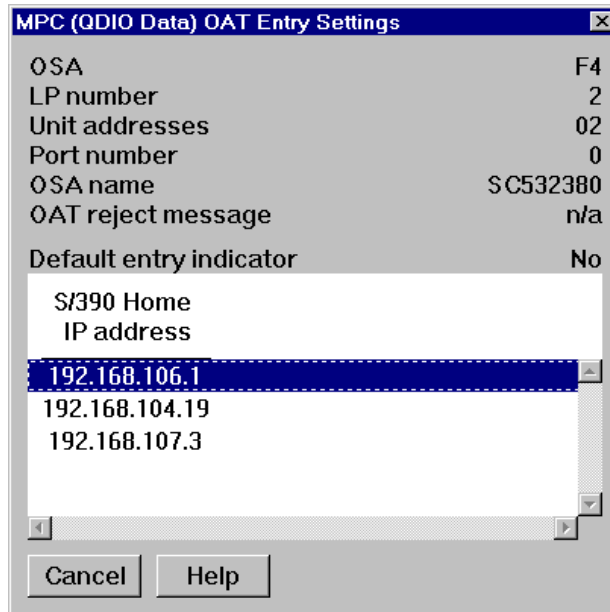 MPC (QDIO Data) OAT Entry Settings
OSA F4
LP number 2
Unit addresses 02
Port number 0
OSA name SC532380
OAT reject message n/a
Default entry indicator No
S/390 Home
IP address
192.168.106.1
192.168.104.19
192.168.107.3
Cancel Help